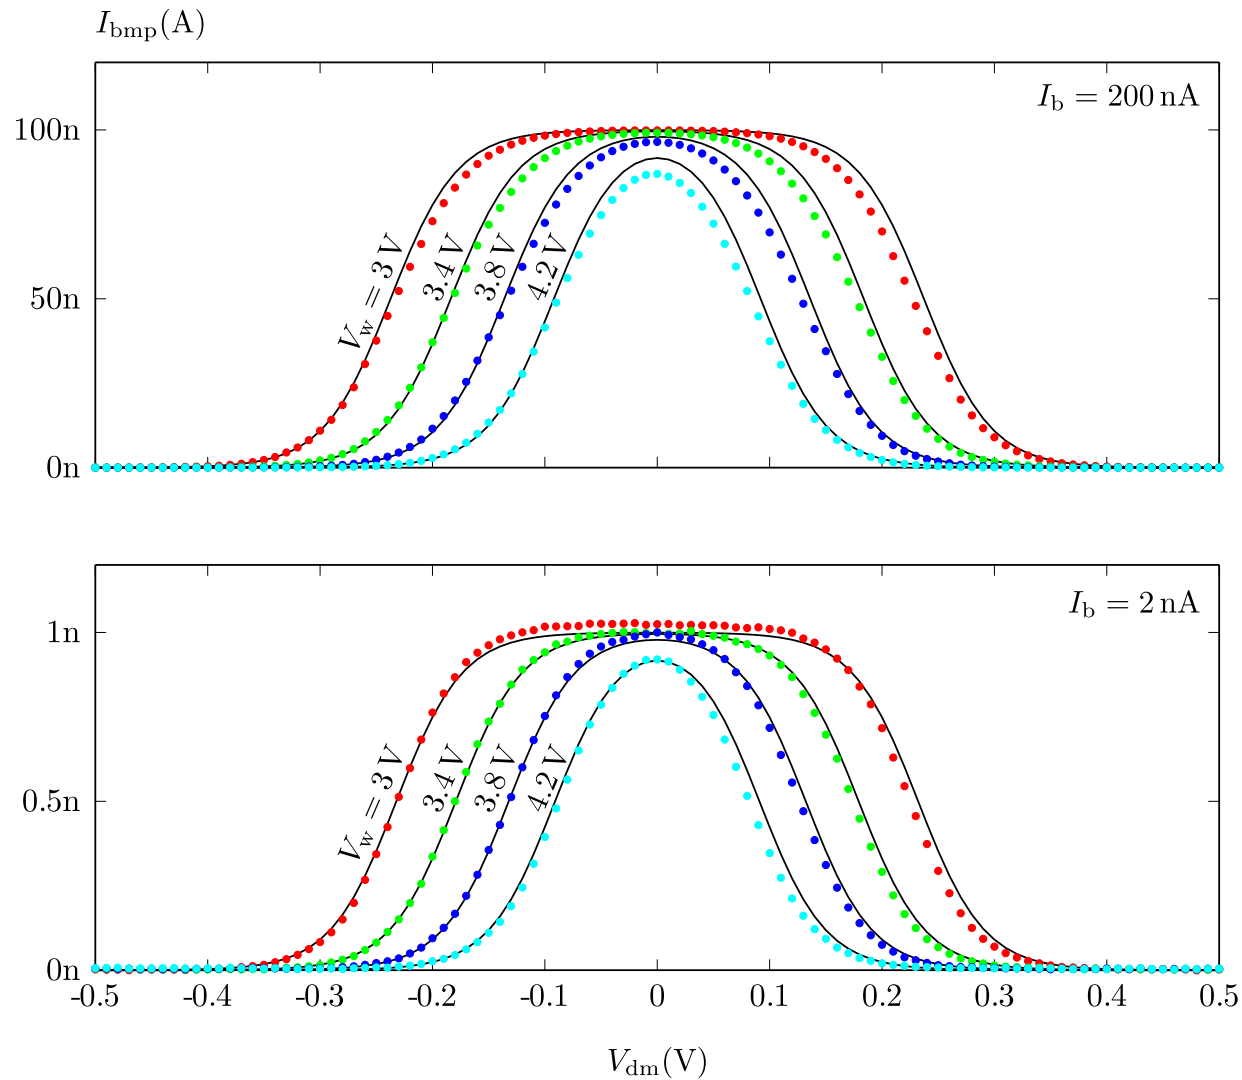 I_bmp(A)
I_b = 200 nA
100n
50n
0n
V_w = 3 V
3.4 V
3.8 V
4.2 V
I_b = 2 nA
1n
0.5n
0n
V_w = 3 V
3.4 V
3.8 V
4.2 V
-0.5 -0.4 -0.3 -0.2 -0.1 0 0.1 0.2 0.3 0.4 0.5
V_dm(V)